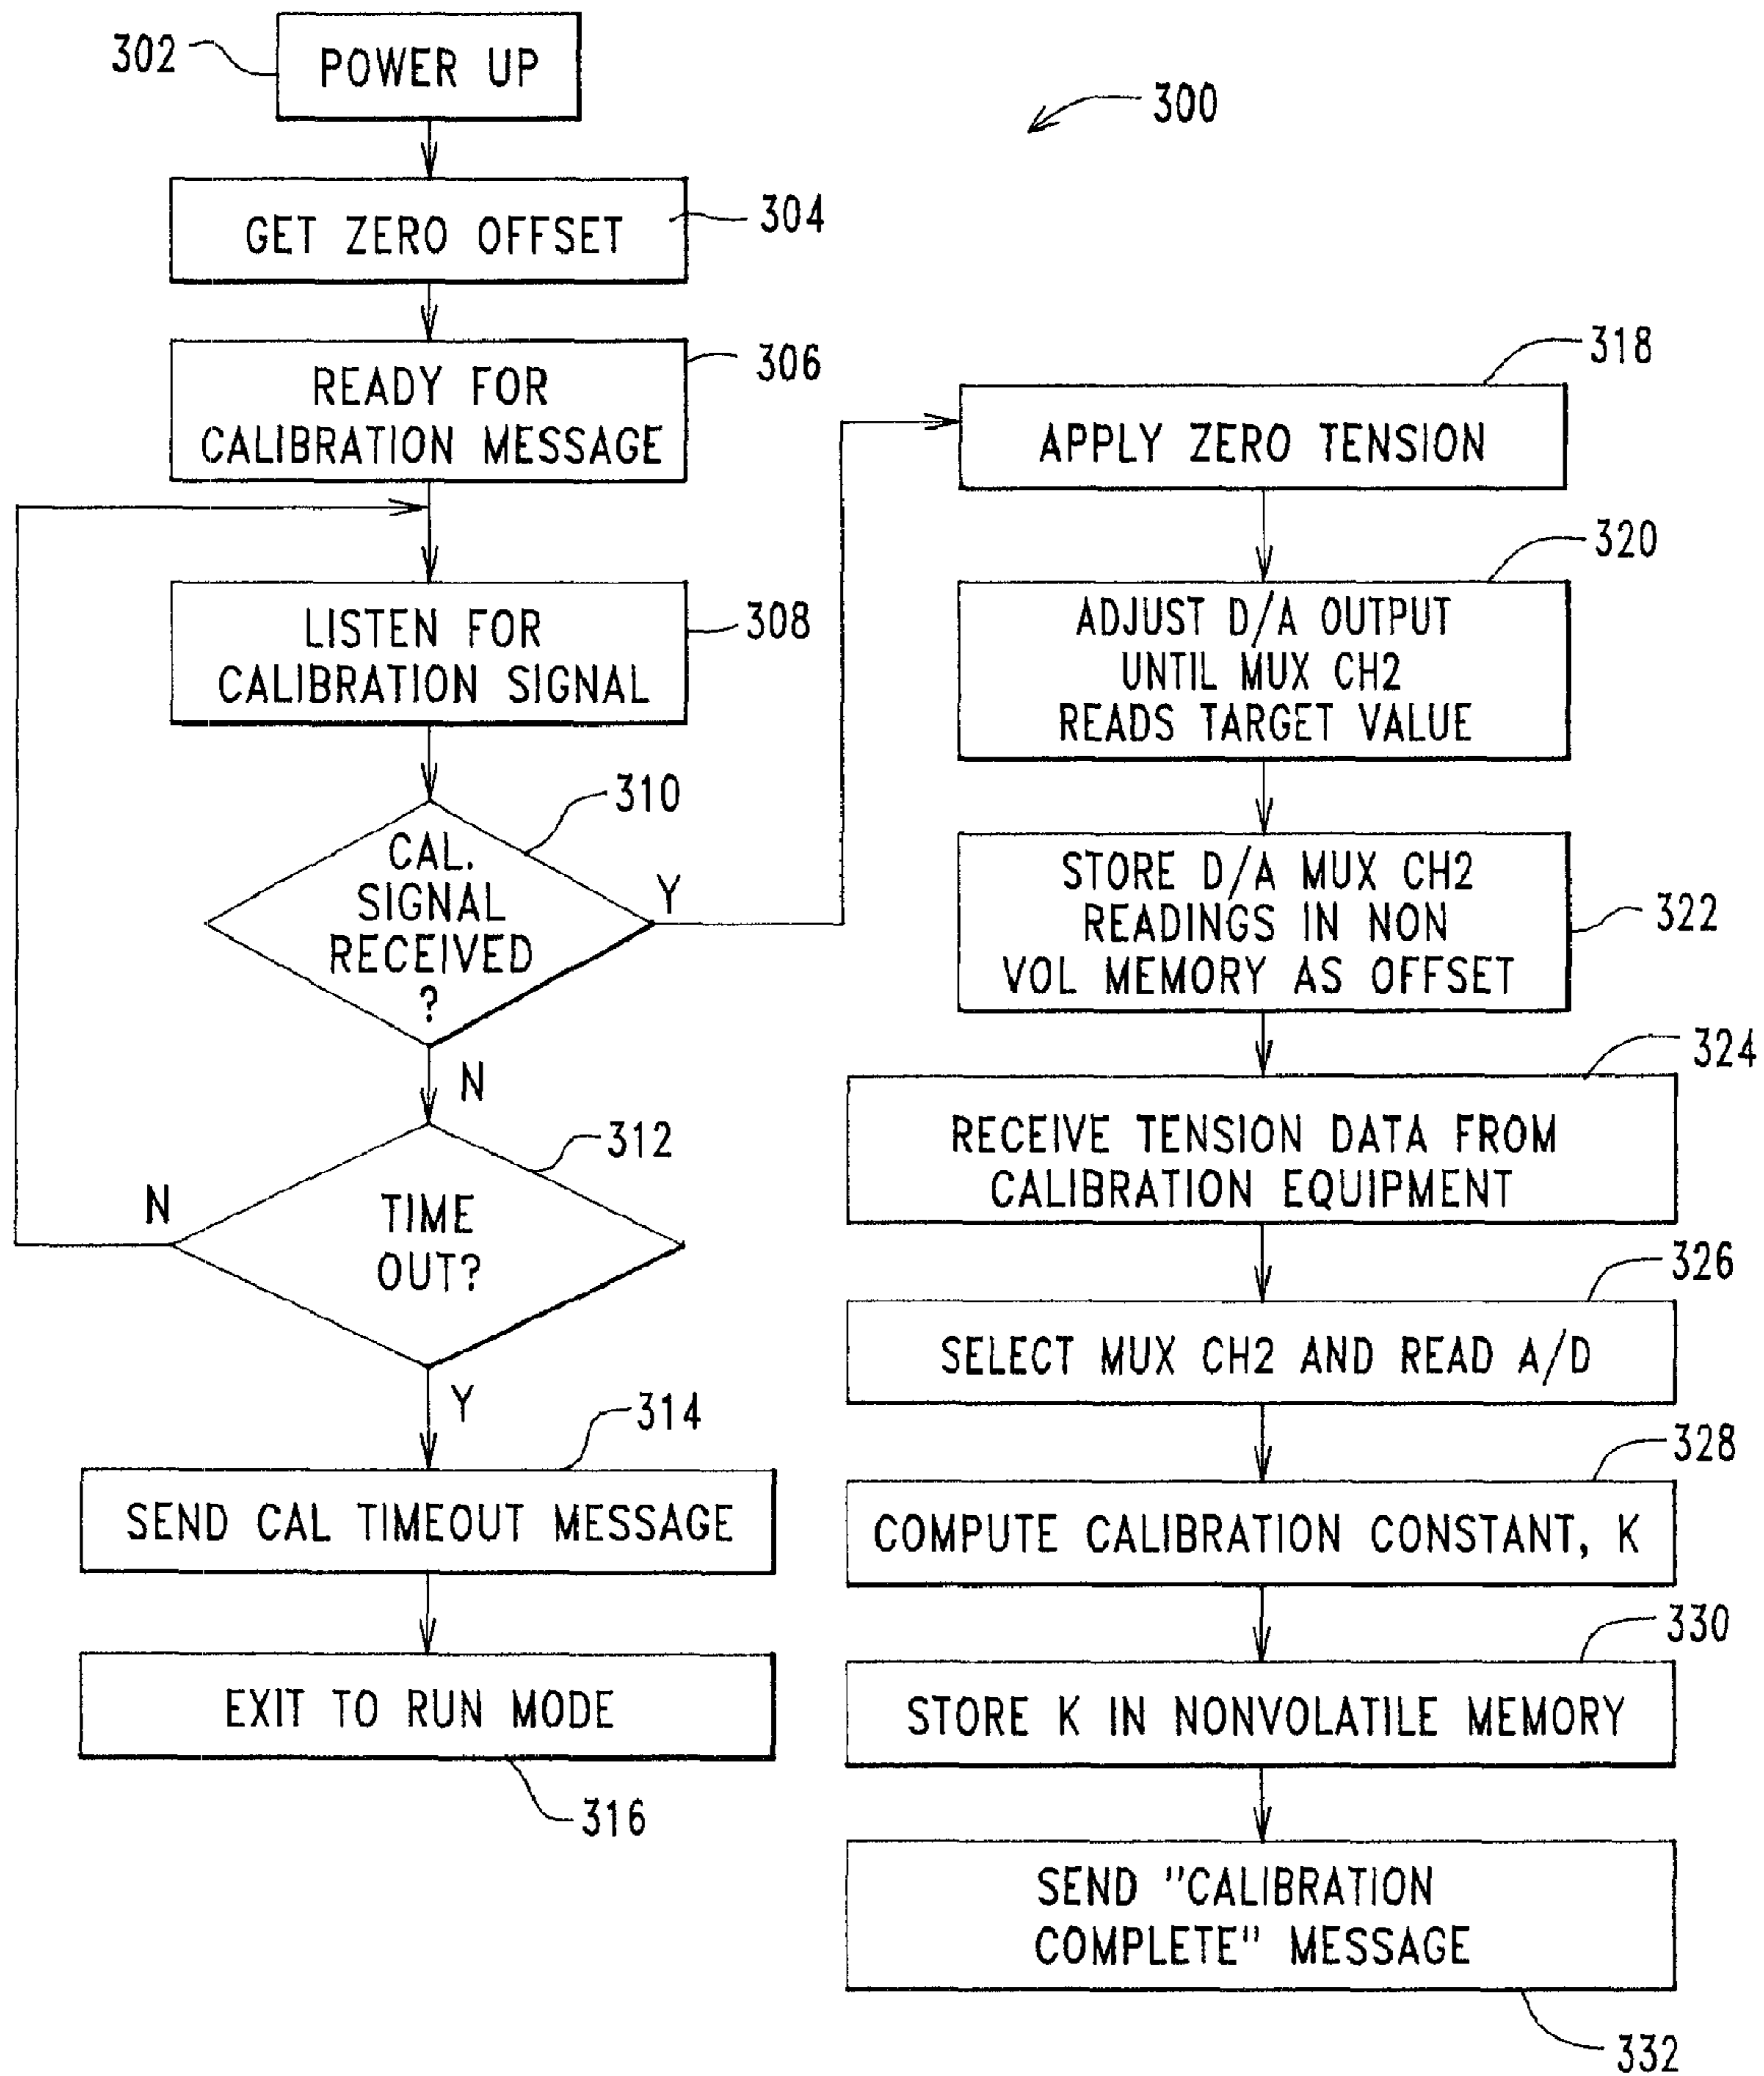 302
POWER UP
300
GET ZERO OFFSET
304
READY FOR
CALIBRATION MESSAGE
306
LISTEN FOR
CALIBRATION SIGNAL
308
CAL.
SIGNAL
RECEIVED
?
310
Y
N
TIME
OUT?
312
N
Y
SEND CAL TIMEOUT MESSAGE
314
EXIT TO RUN MODE
316
APPLY ZERO TENSION
318
ADJUST D/A OUTPUT
UNTIL MUX CH2
READS TARGET VALUE
320
STORE D/A MUX CH2
READINGS IN NON
VOL MEMORY AS OFFSET
322
RECEIVE TENSION DATA FROM
CALIBRATION EQUIPMENT
324
SELECT MUX CH2 AND READ A/D
326
COMPUTE CALIBRATION CONSTANT, K
328
STORE K IN NONVOLATILE MEMORY
330
SEND "CALIBRATION
COMPLETE" MESSAGE
332